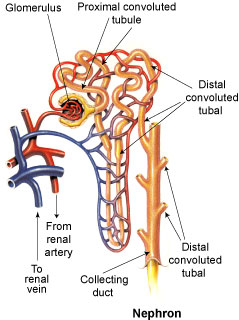 Glomerulus
Proximal convoluted
tubule
Distal
convoluted
tubal
From
renal
artery
To
renal
vein
Distal
convoluted
tubal
Collecting
duct
Nephron